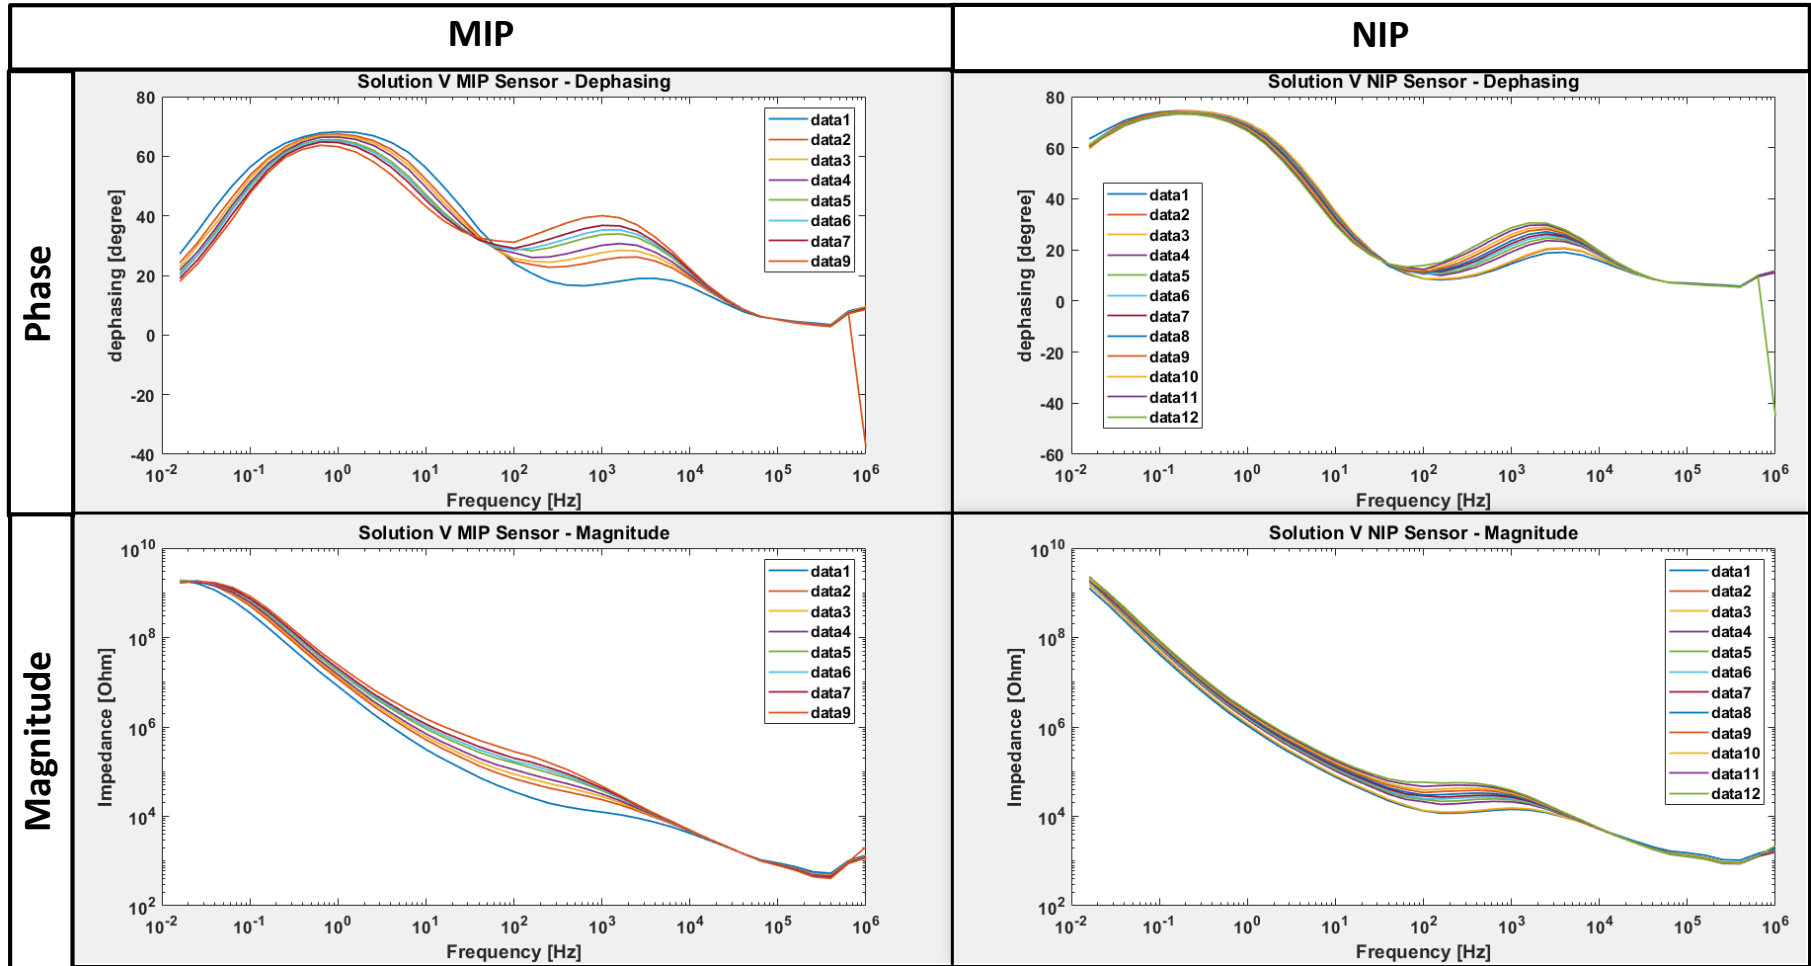 MIP
NIP
Phase
Solution V MIP Sensor - Dephasing
80
60
40
20
0
-20
-40
dephasing [degree]
data1
data2
data3
data4
data5
data6
data7
data9
10-2
10-1
100
101
102
103
104
105
106
Frequency [Hz]
Solution V NIP Sensor - Dephasing
80
60
40
20
0
-20
-40
-60
dephasing [degree]
data1
data2
data3
data4
data5
data6
data7
data8
data9
data10
data11
data12
10-2
10-1
100
101
102
103
104
105
106
Frequency [Hz]
Magnitude
Solution V MIP Sensor - Magnitude
1010
108
106
104
102
Impedance [Ohm]
data1
data2
data3
data4
data5
data6
data7
data9
10-2
10-1
100
101
102
103
104
105
106
Frequency [Hz]
Solution V NIP Sensor - Magnitude
1010
108
106
104
102
Impedance [Ohm]
data1
data2
data3
data4
data5
data6
data7
data8
data9
data10
data11
data12
10-2
10-1
100
101
102
103
104
105
106
Frequency [Hz]